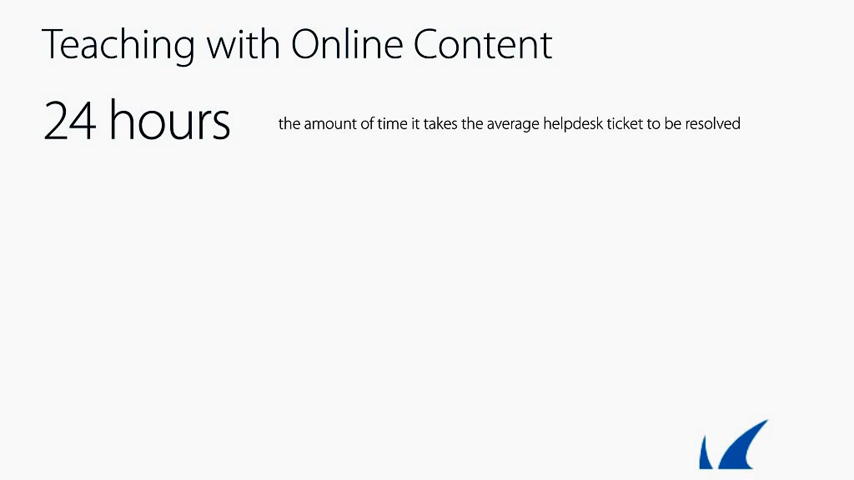 Teaching with Online Content
24 hours the amount of time it takes the average helpdesk ticket to be resolved